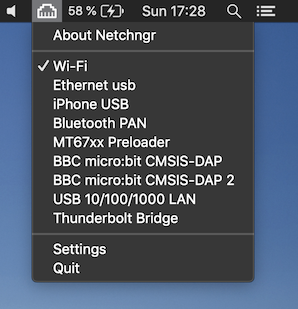 58 % Sun 17:28
About Netchngr
✓ Wi-Fi
Ethernet usb
iPhone USB
Bluetooth PAN
MT67xx Preloader
BBC micro:bit CMSIS-DAP
BBC micro:bit CMSIS-DAP 2
USB 10/100/1000 LAN
Thunderbolt Bridge
Settings
Quit